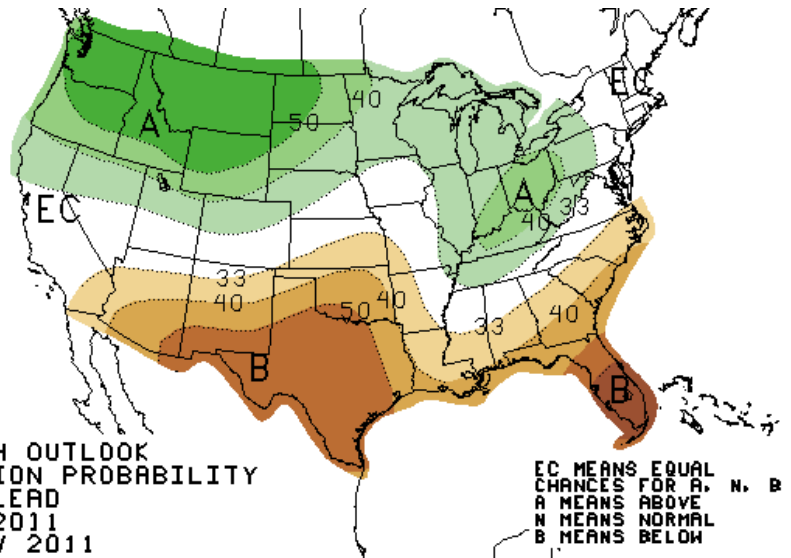 EC
40
A
50
A
EC
33
40
33
40
40
50
33
40
B
B
OUTLOOK
PROBABILITY
LEAD
2011
2011
EC MEANS EQUAL
CHANCES FOR A, N, B
A MEANS ABOVE
N MEANS NORMAL
B MEANS BELOW